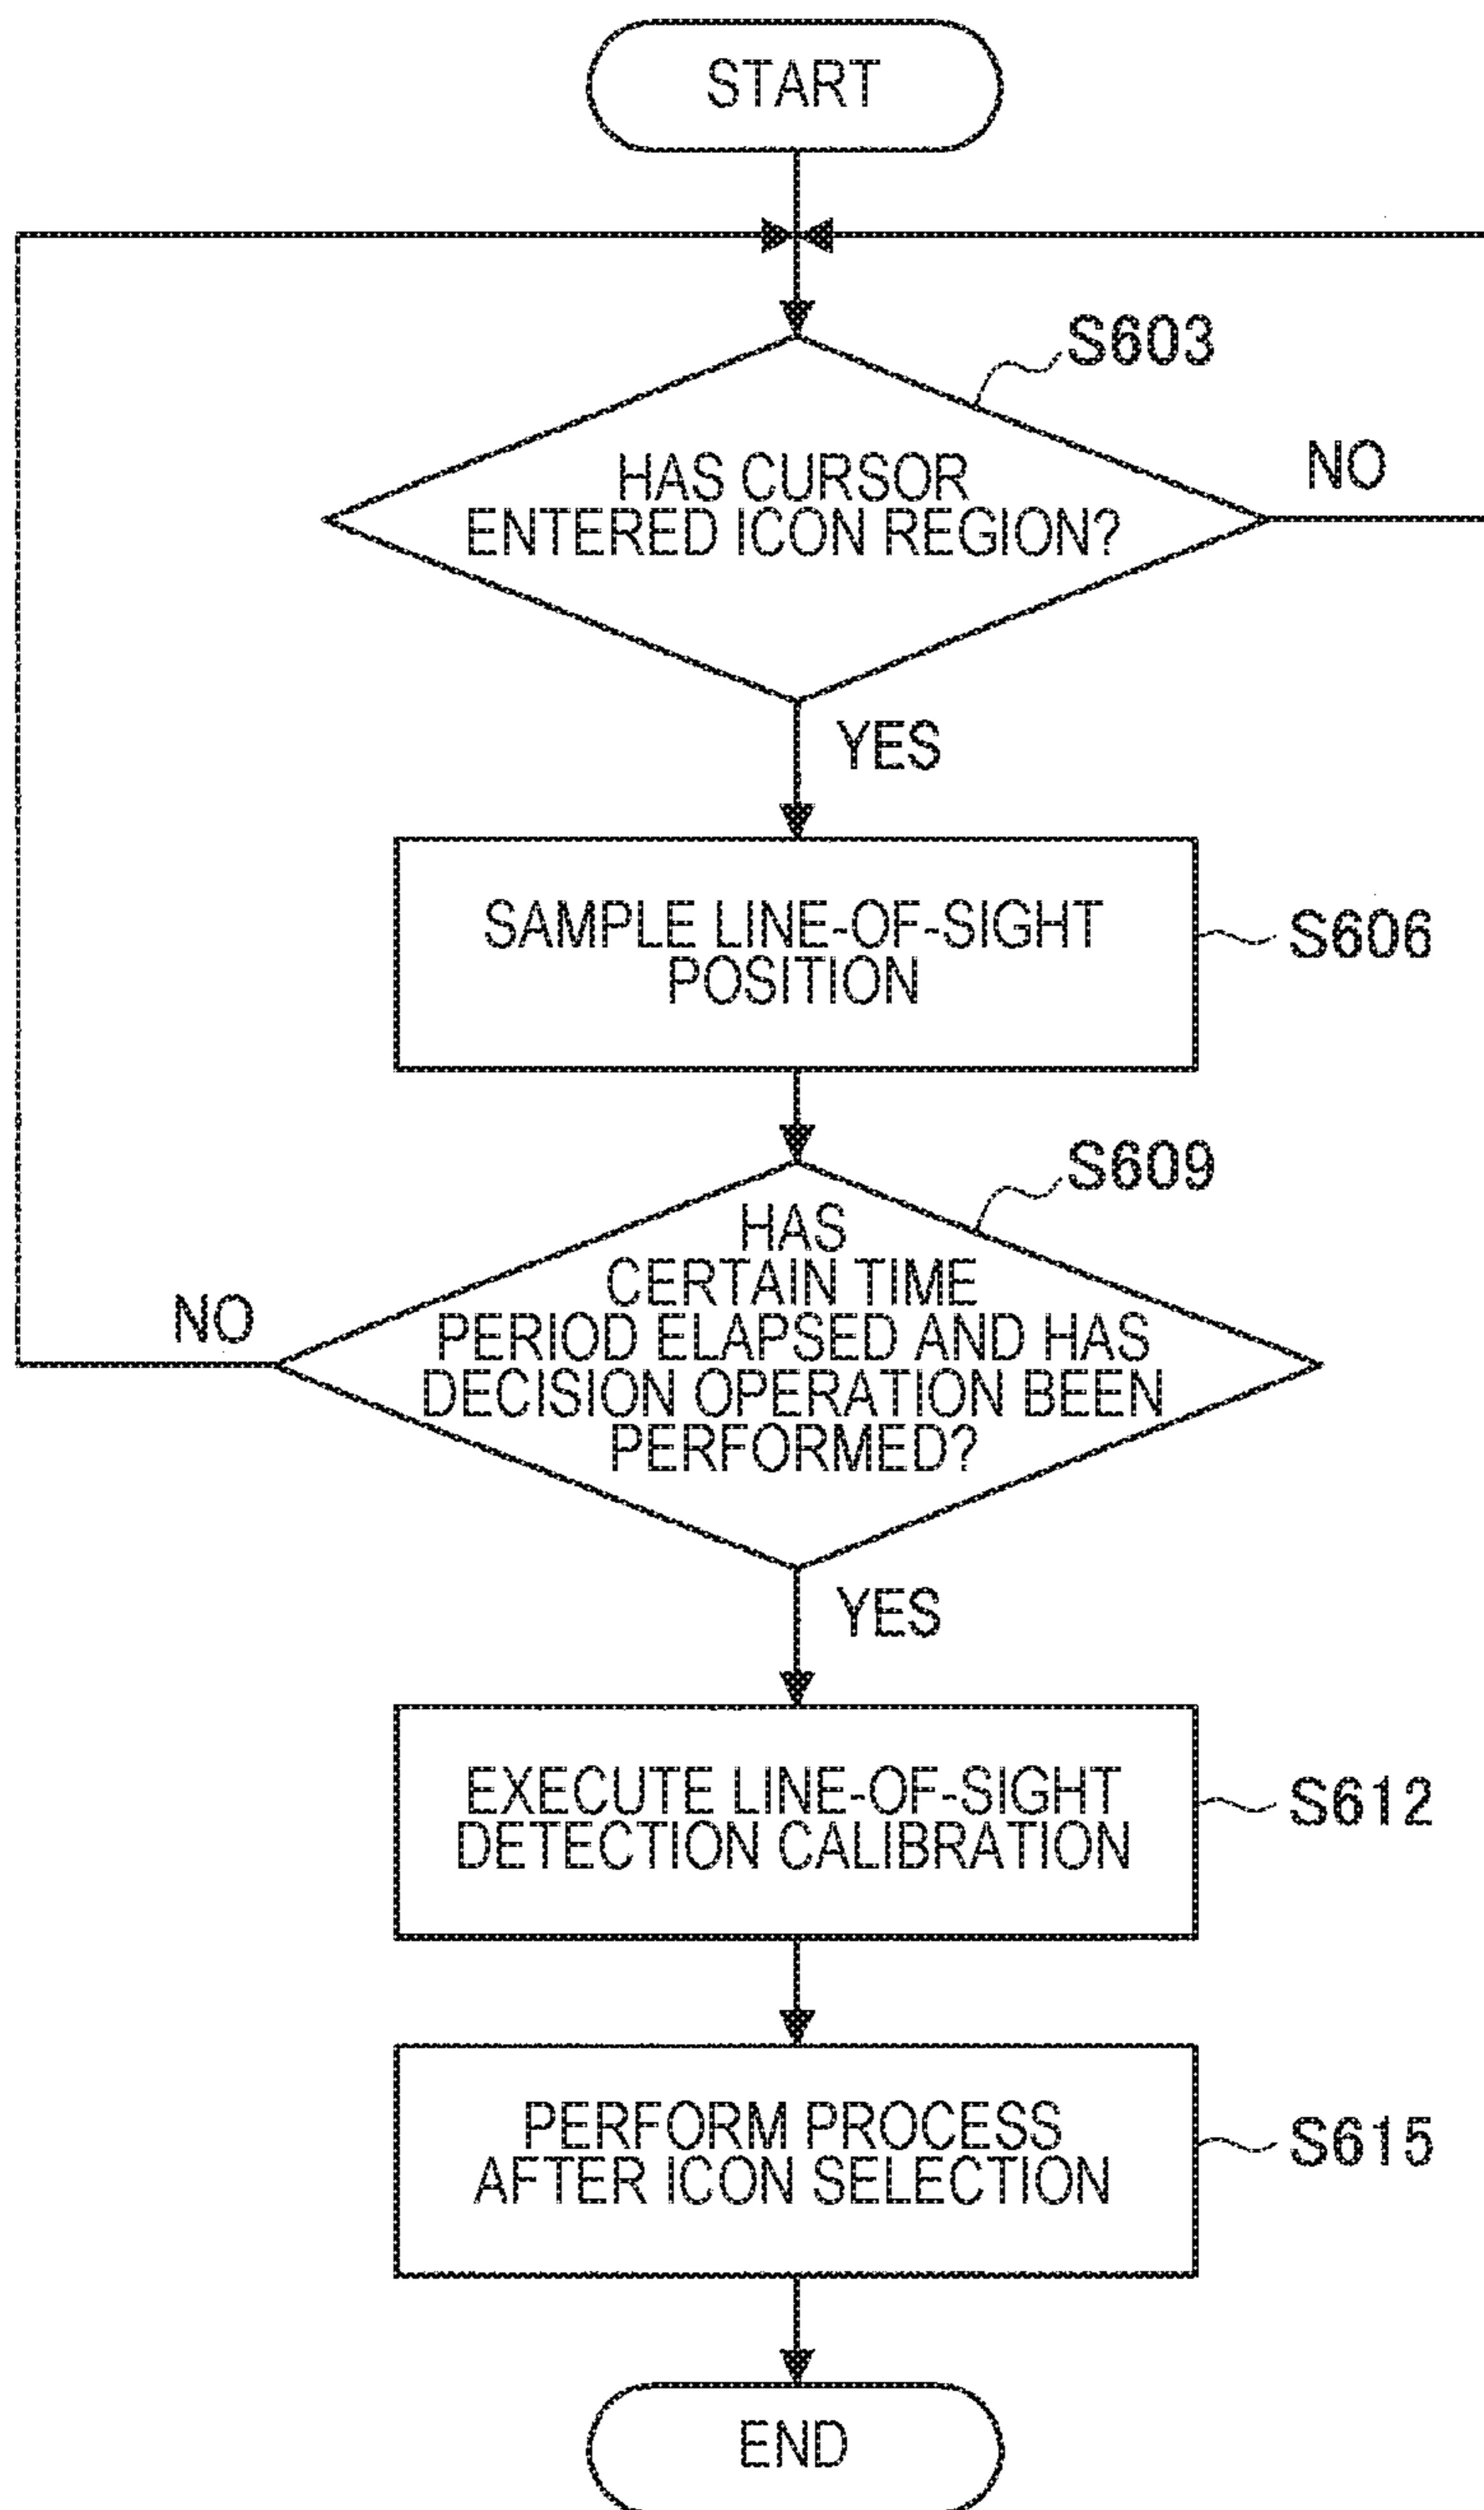 START
S603
HAS CURSOR
ENTERED ICON REGION?
NO
YES
SAMPLE LINE-OF-SIGHT
POSITION
S606
S609
HAS
CERTAIN TIME
PERIOD ELAPSED AND HAS
DECISION OPERATION BEEN
PERFORMED?
NO
YES
EXECUTE LINE-OF-SIGHT
DETECTION CALIBRATION
S612
PERFORM PROCESS
AFTER ICON SELECTION
S615
END